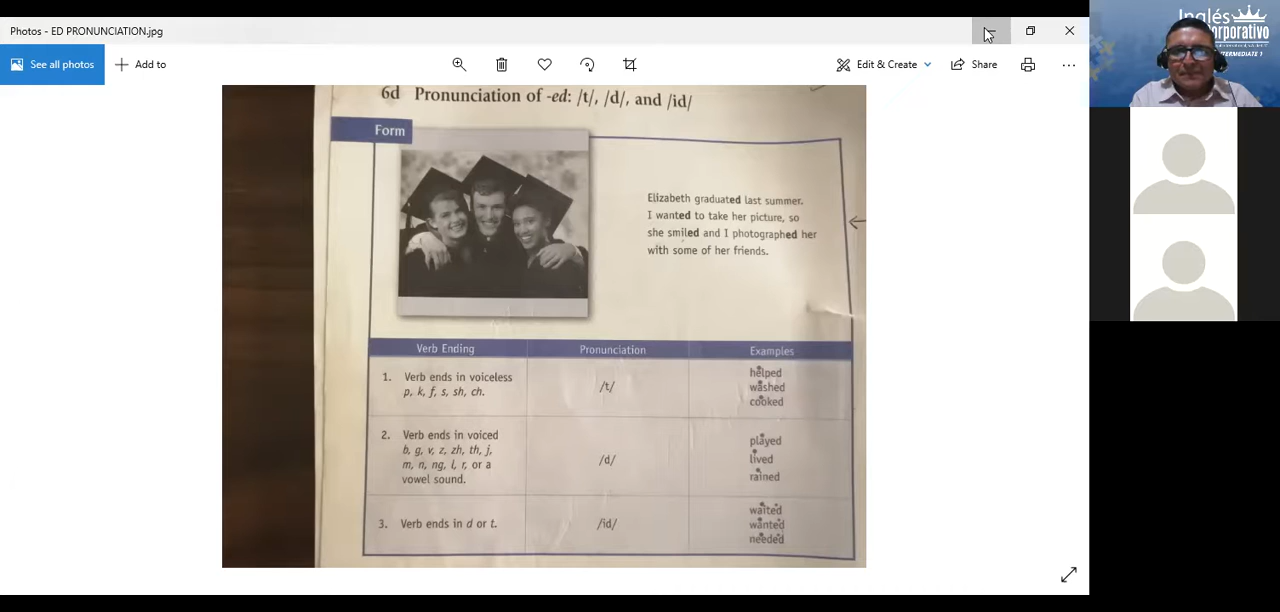 Photos - ED PRONUNCIATION.jpg
See all photos
Add to
Edit & Create
Share
Inglés
Corporativo
INTERMEDIATE 1
6d Pronunciation of -ed: /t/, /d/, and /id/
Form
Elizabeth graduated last summer.
I wanted to take her picture, so
she smiled and I photographed her
with some of her friends.
Verb Ending Pronunciation Examples
1. Verb ends in voiceless
p, k, f, s, sh, ch.
/t/
helped
washed
cooked
2. Verb ends in voiced
b, g, v, z, zh, th, j,
m, n, ng, l, r, or a
vowel sound.
/d/
played
lived
rained
3. Verb ends in d or t.
/id/
waited
wanted
needed